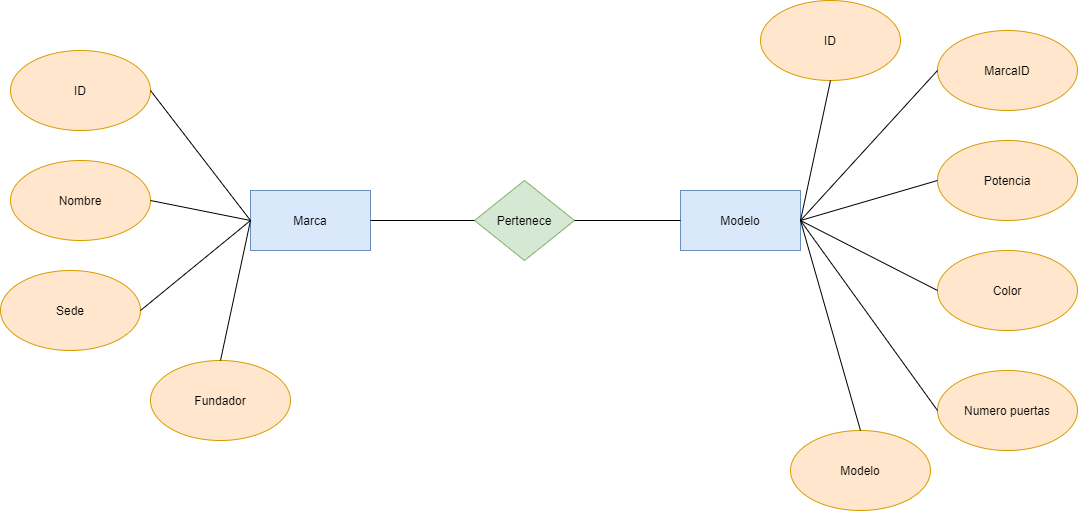 ID
Nombre
Sede
Fundador
Marca
Pertenece
Modelo
ID
MarcaID
Potencia
Color
Numero puertas
Modelo